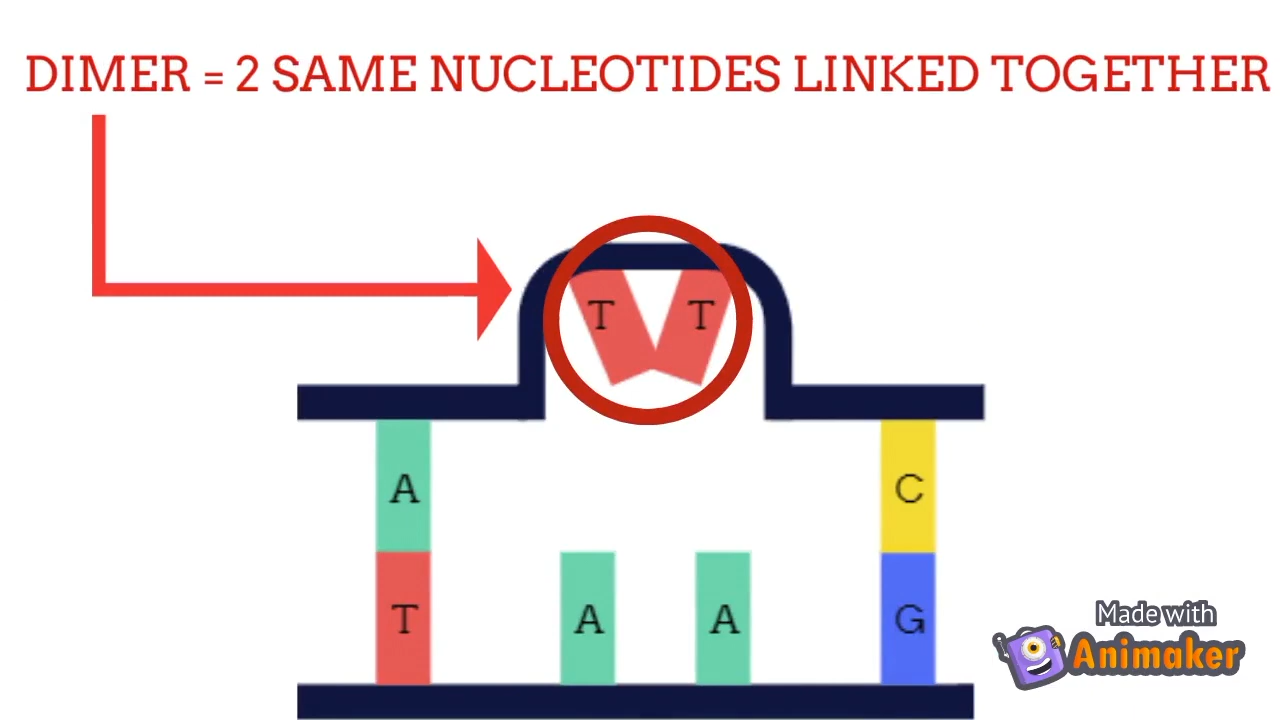 DIMER = 2 SAME NUCLEOTIDES LINKED TOGETHER
T T
A C
T A A G
Made with
Animaker